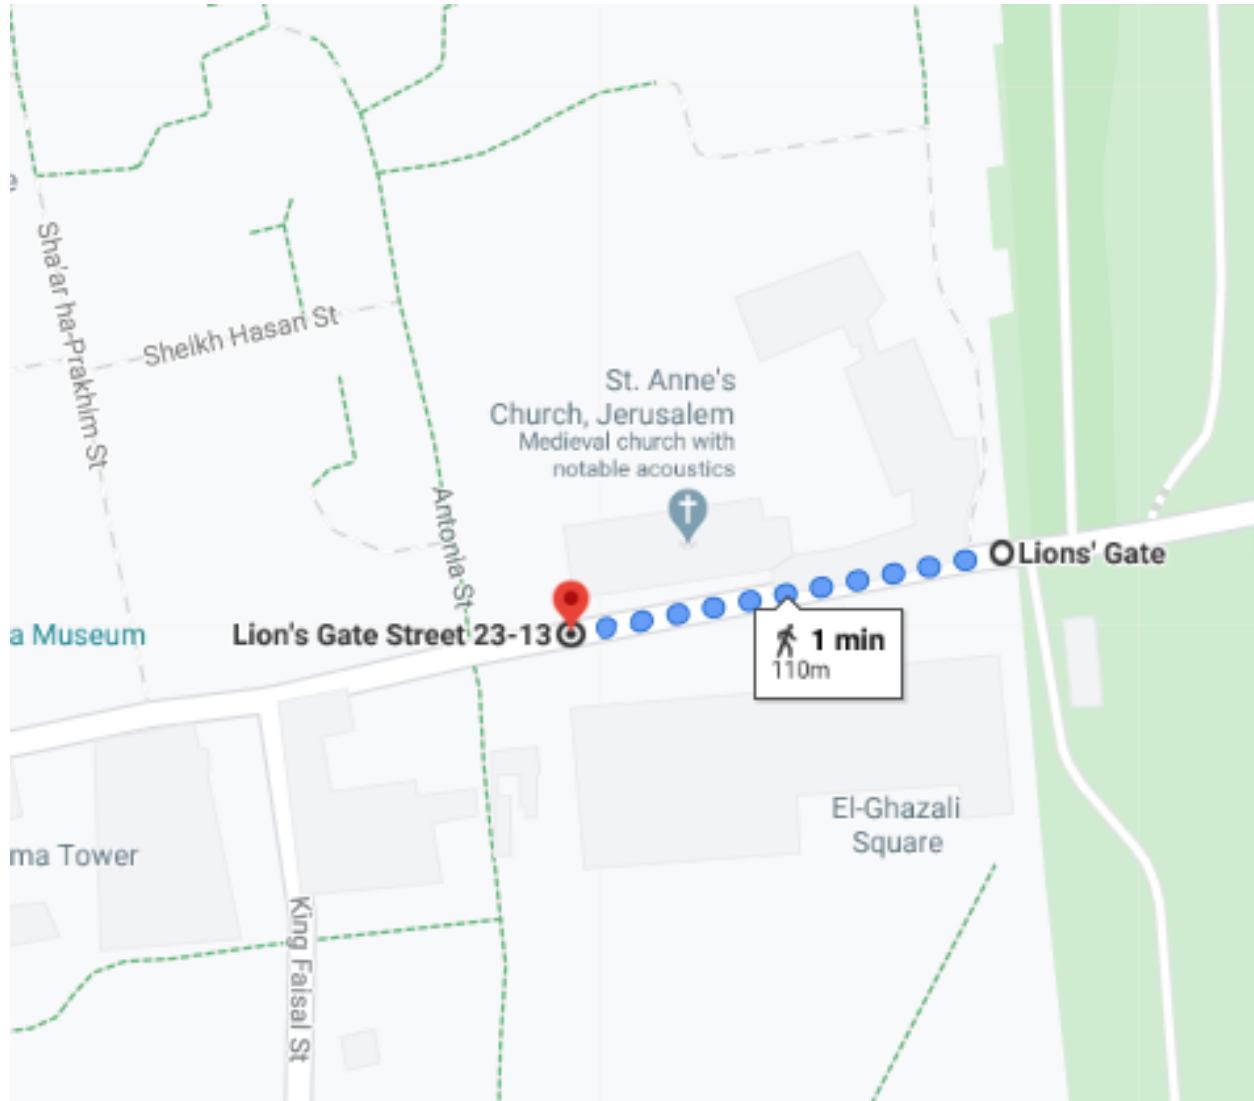 Sha'ar ha-Prakhim St
Sheikh Hasan St
St. Anne's
Church, Jerusalem
Medieval church with
notable acoustics
Antonia St
Lions' Gate
a Museum
Lion's Gate Street 23-13
1 min
110m
El-Ghazali
Square
ma Tower
King Faisal St